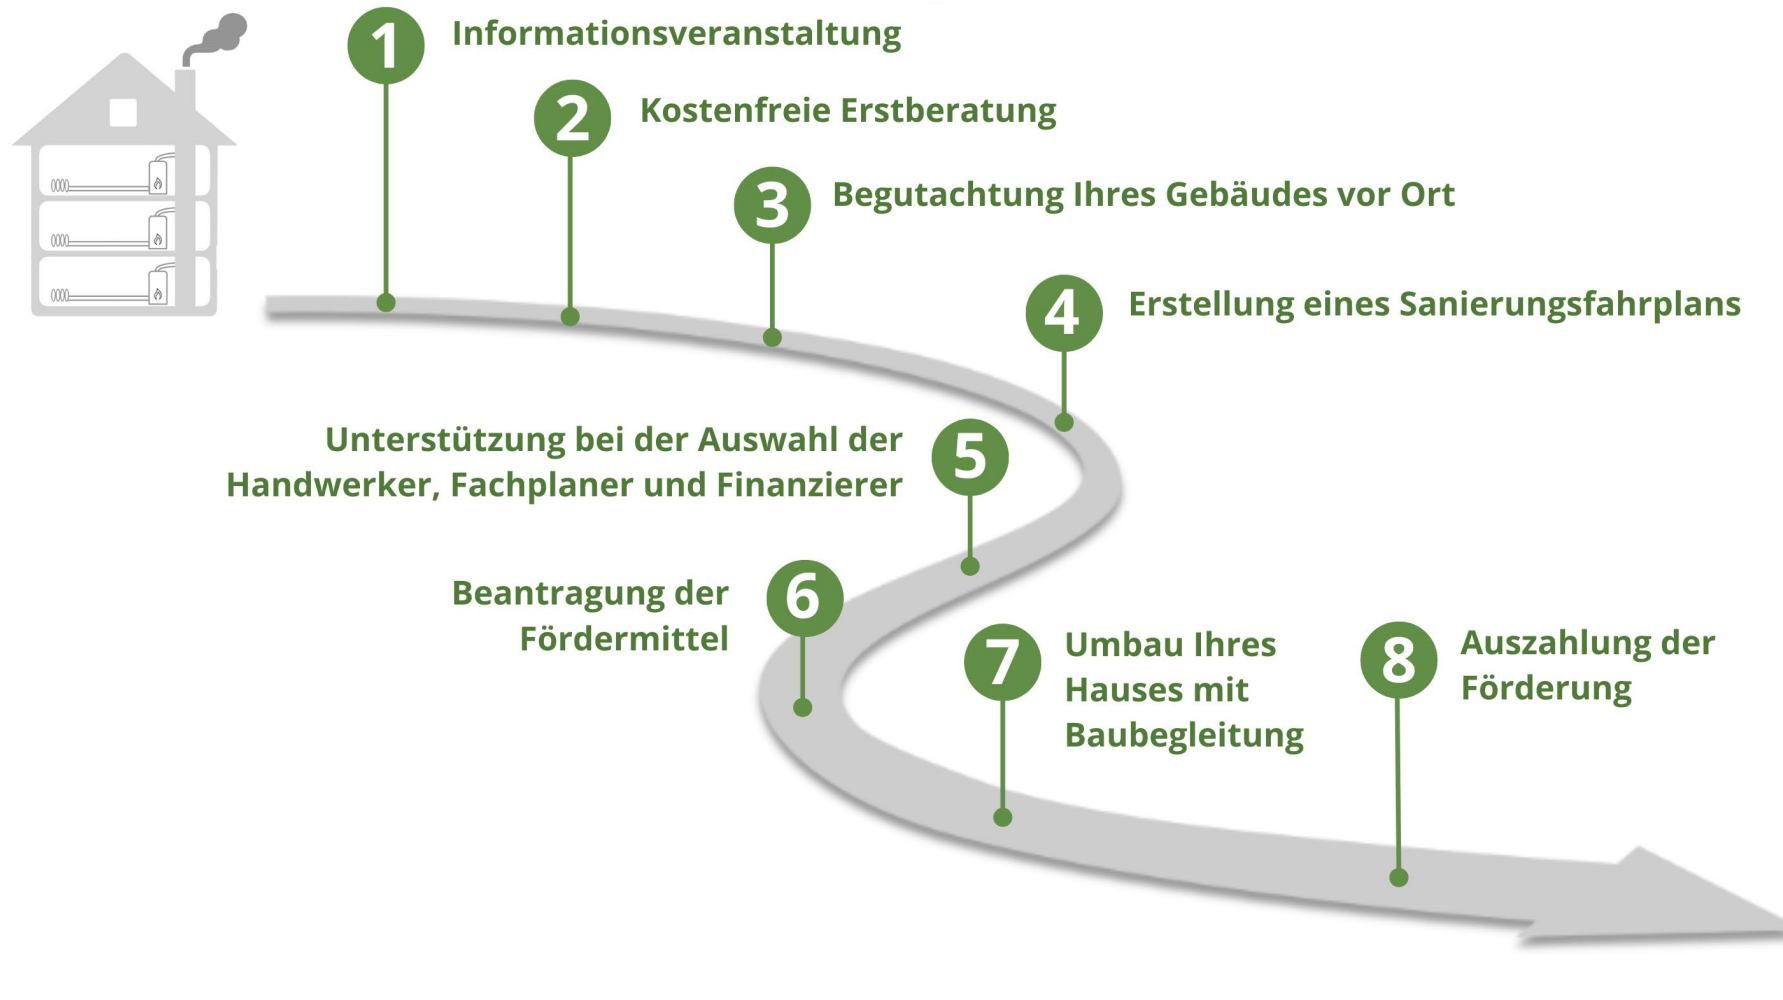 1 Informationsveranstaltung
2 Kostenfreie Erstberatung
3 Begutachtung Ihres Gebäudes vor Ort
4 Erstellung eines Sanierungsfahrplans
5 Unterstützung bei der Auswahl der
Handwerker, Fachplaner und Finanzierer
6 Beantragung der
Fördermittel
7 Umbau Ihres
Hauses mit
Baubegleitung
8 Auszahlung der
Förderung